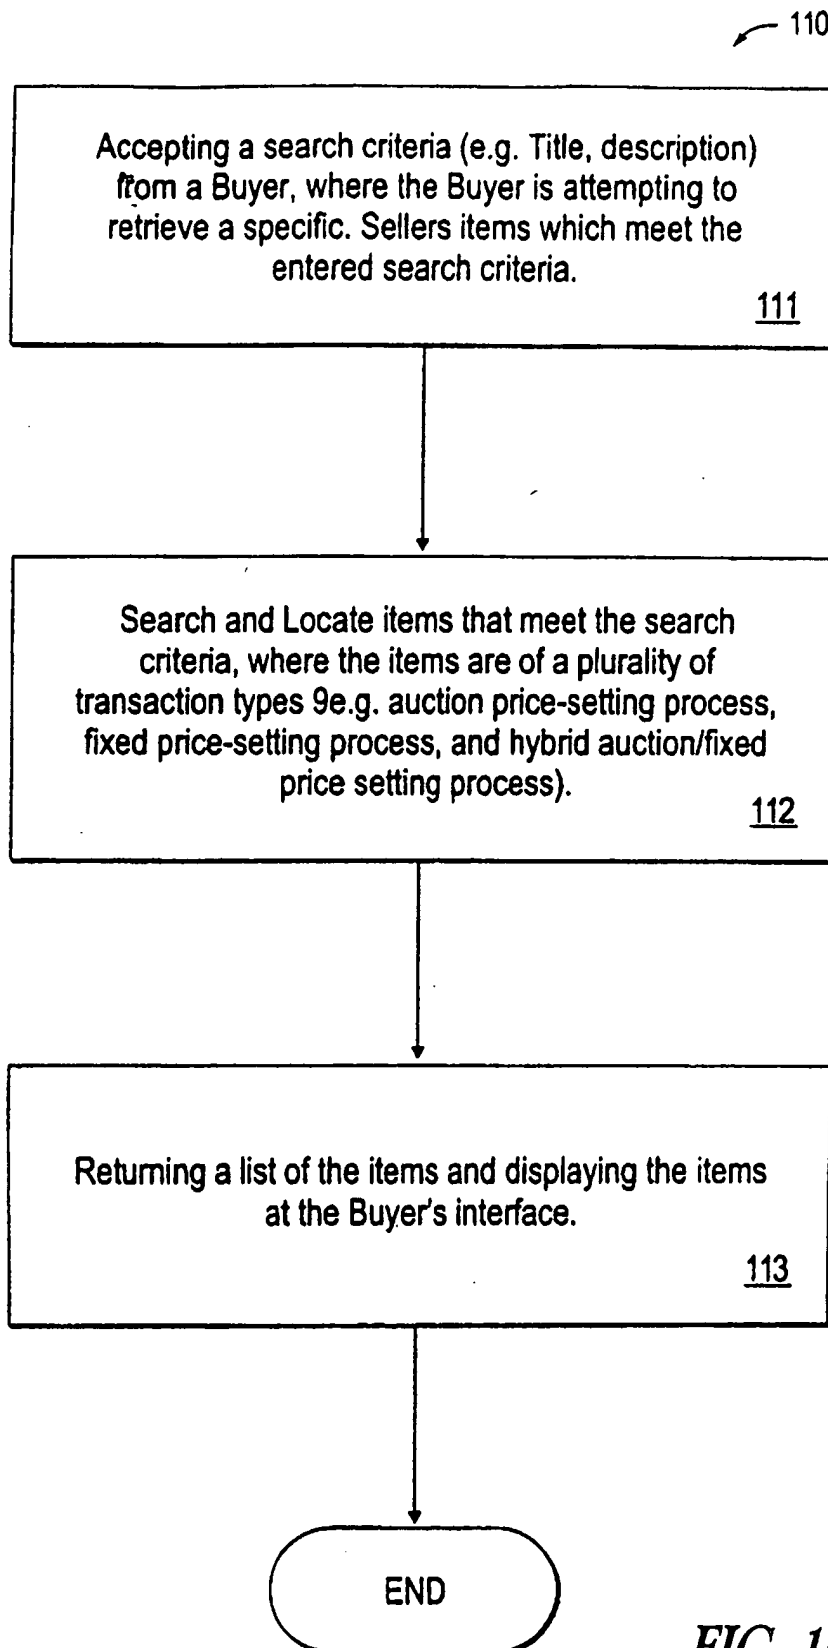 110
Accepting a search criteria (e.g. Title, description)
from a Buyer, where the Buyer is attempting to
retrieve a specific. Sellers items which meet the
entered search criteria.
111
Search and Locate items that meet the search
criteria, where the items are of a plurality of
transaction types 9e.g. auction price-setting process,
fixed price-setting process, and hybrid auction/fixed
price setting process).
112
Returning a list of the items and displaying the items
at the Buyer's interface.
113
END
FIG.